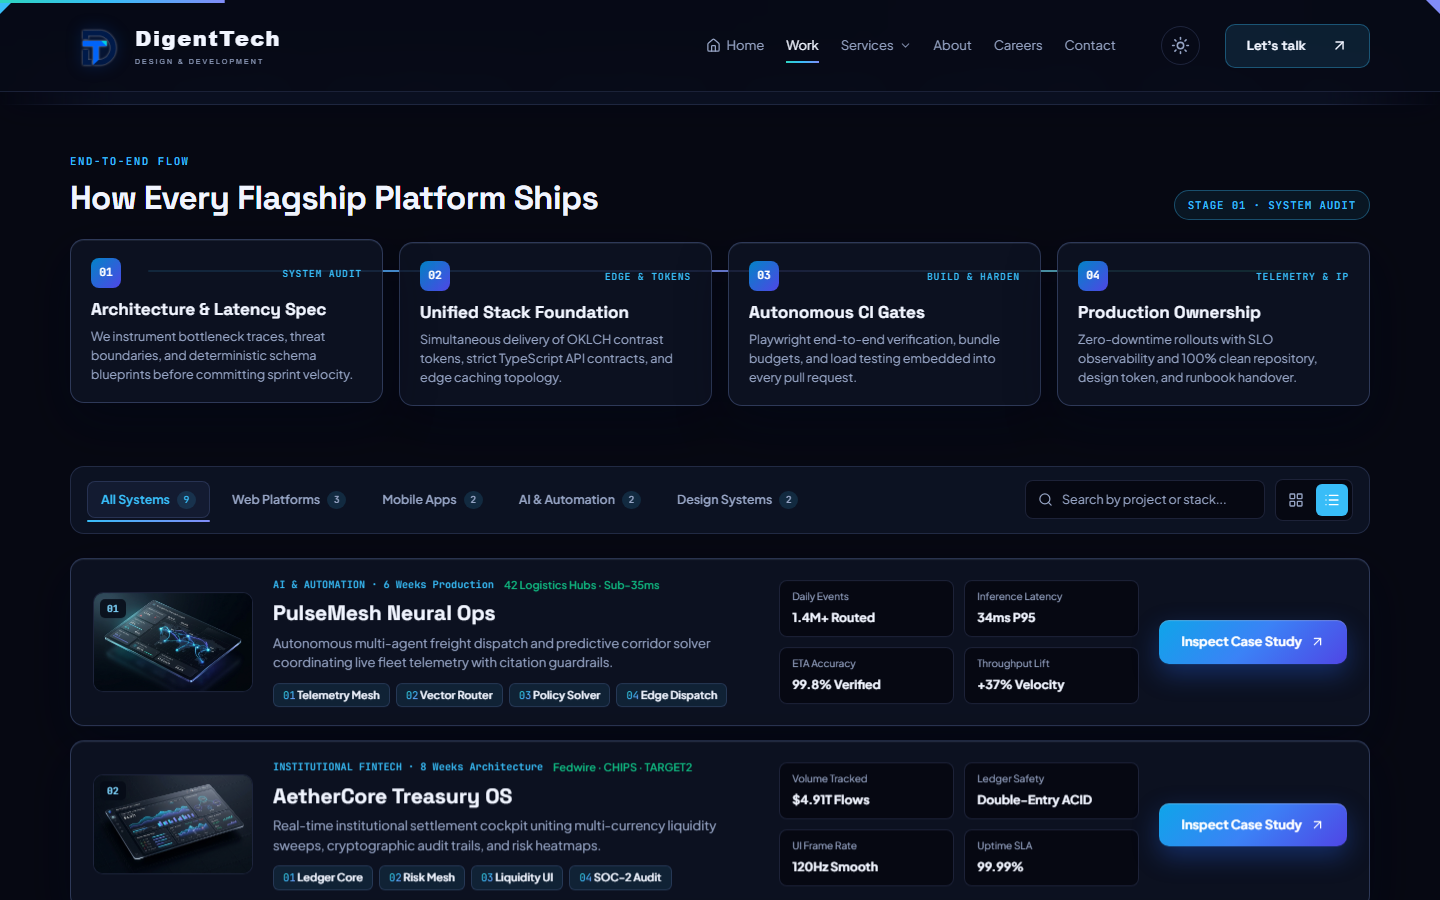 DigentTech
DESIGN & DEVELOPMENT
Home
Work
Services
About
Careers
Contact
Let's talk
END-TO-END FLOW
How Every Flagship Platform Ships
STAGE 01 · SYSTEM AUDIT
01
SYSTEM AUDIT
Architecture & Latency Spec
We instrument bottleneck traces, threat
boundaries, and deterministic schema
blueprints before committing sprint velocity.
02
EDGE & TOKENS
Unified Stack Foundation
Simultaneous delivery of OKLCH contrast
tokens, strict TypeScript API contracts, and
edge caching topology.
03
BUILD & HARDEN
Autonomous CI Gates
Playwright end-to-end verification, bundle
budgets, and load testing embedded into
every pull request.
04
TELEMETRY & IP
Production Ownership
Zero-downtime rollouts with SLO
observability and 100% clean repository,
design token, and runbook handover.
All Systems 9
Web Platforms 3
Mobile Apps 2
AI & Automation 2
Design Systems 2
Search by project or stack...
01
AI & AUTOMATION · 6 Weeks Production 42 Logistics Hubs · Sub-35ms
PulseMesh Neural Ops
Autonomous multi-agent freight dispatch and predictive corridor solver
coordinating live fleet telemetry with citation guardrails.
01 Telemetry Mesh
02 Vector Router
03 Policy Solver
04 Edge Dispatch
Daily Events
1.4M+ Routed
Inference Latency
34ms P95
ETA Accuracy
99.8% Verified
Throughput Lift
+37% Velocity
Inspect Case Study
02
INSTITUTIONAL FINTECH · 8 Weeks Architecture Fedwire · CHIPS · TARGET2
AetherCore Treasury OS
Real-time institutional settlement cockpit uniting multi-currency liquidity
sweeps, cryptographic audit trails, and risk heatmaps.
01 Ledger Core
02 Risk Mesh
03 Liquidity UI
04 SOC-2 Audit
Volume Tracked
$4.91T Flows
Ledger Safety
Double-Entry ACID
UI Frame Rate
120Hz Smooth
Uptime SLA
99.99%
Inspect Case Study